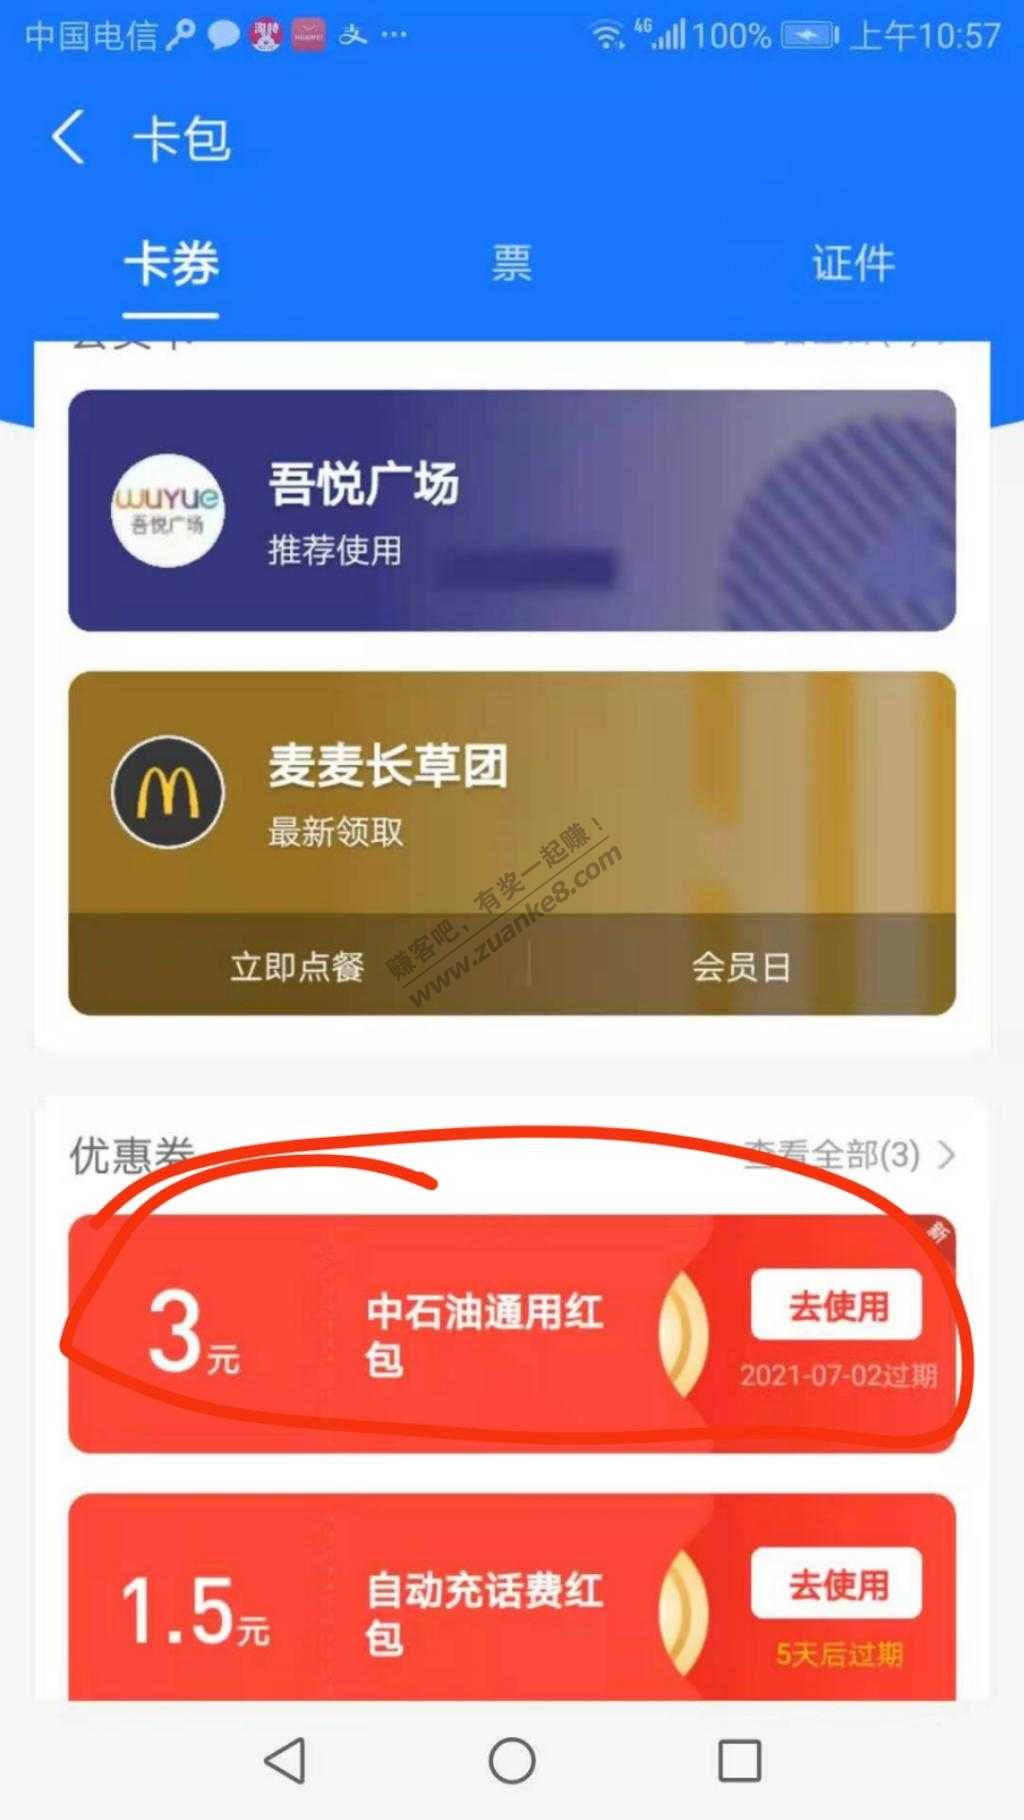 中国电信 淘特 HUAWEI 支 4G 100% 上午10:57
卡包
卡券 票 证件
wuyue
吾悦广场
吾悦广场
推荐使用
麦麦长草团
最新领取
立即点餐 会员日
赚客吧，有奖一起赚！
www.zuanke8.com
优惠券 查看全部(3)
新
3元
中石油通用红
包
去使用
2021-07-02过期
1.5元
自动充话费红
包
去使用
5天后过期